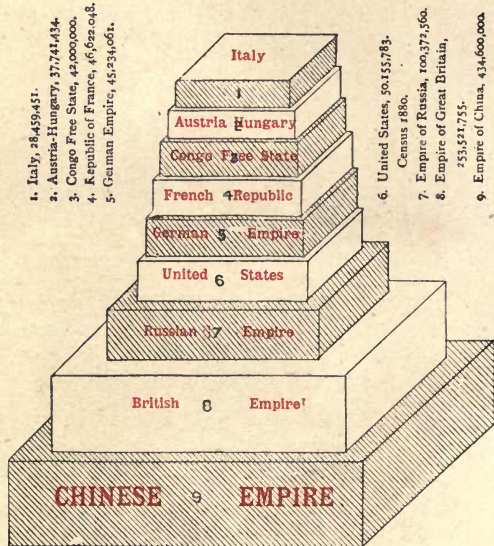 1. Italy, 28,459,451.
2. Austria-Hungary, 37,741,434.
3. Congo Free State, 42,000,000.
4. Republic of France, 46,622.048.
5. German Empire, 45,234,061.
Italy
1
Austria Hungary
2
Congo Free State
3
French 4 Republic
German 5 Empire
United 6 States
Russian 7 Empire
British 8 Empire
CHINESE 9 EMPIRE
6. United States, 50,155,783.
Census 1880.
7. Empire of Russia, 100,372,560.
8. Empire of Great Britain,
253,521,755.
9. Empire of China, 434,600,000